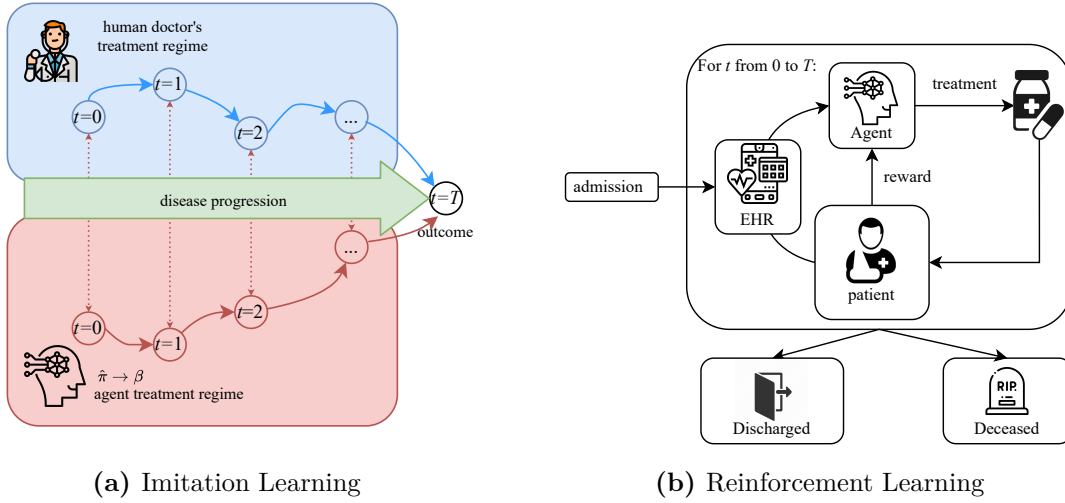 human doctor's
treatment regime
t=0
t=1
t=2
...
disease progression
t=T
outcome
...
t=0
t=1
t=2
π̂ → β
agent treatment regime
(a) Imitation Learning
For t from 0 to T:
Agent
treatment
admission
EHR
reward
patient
Discharged
RIP.
Deceased
(b) Reinforcement Learning